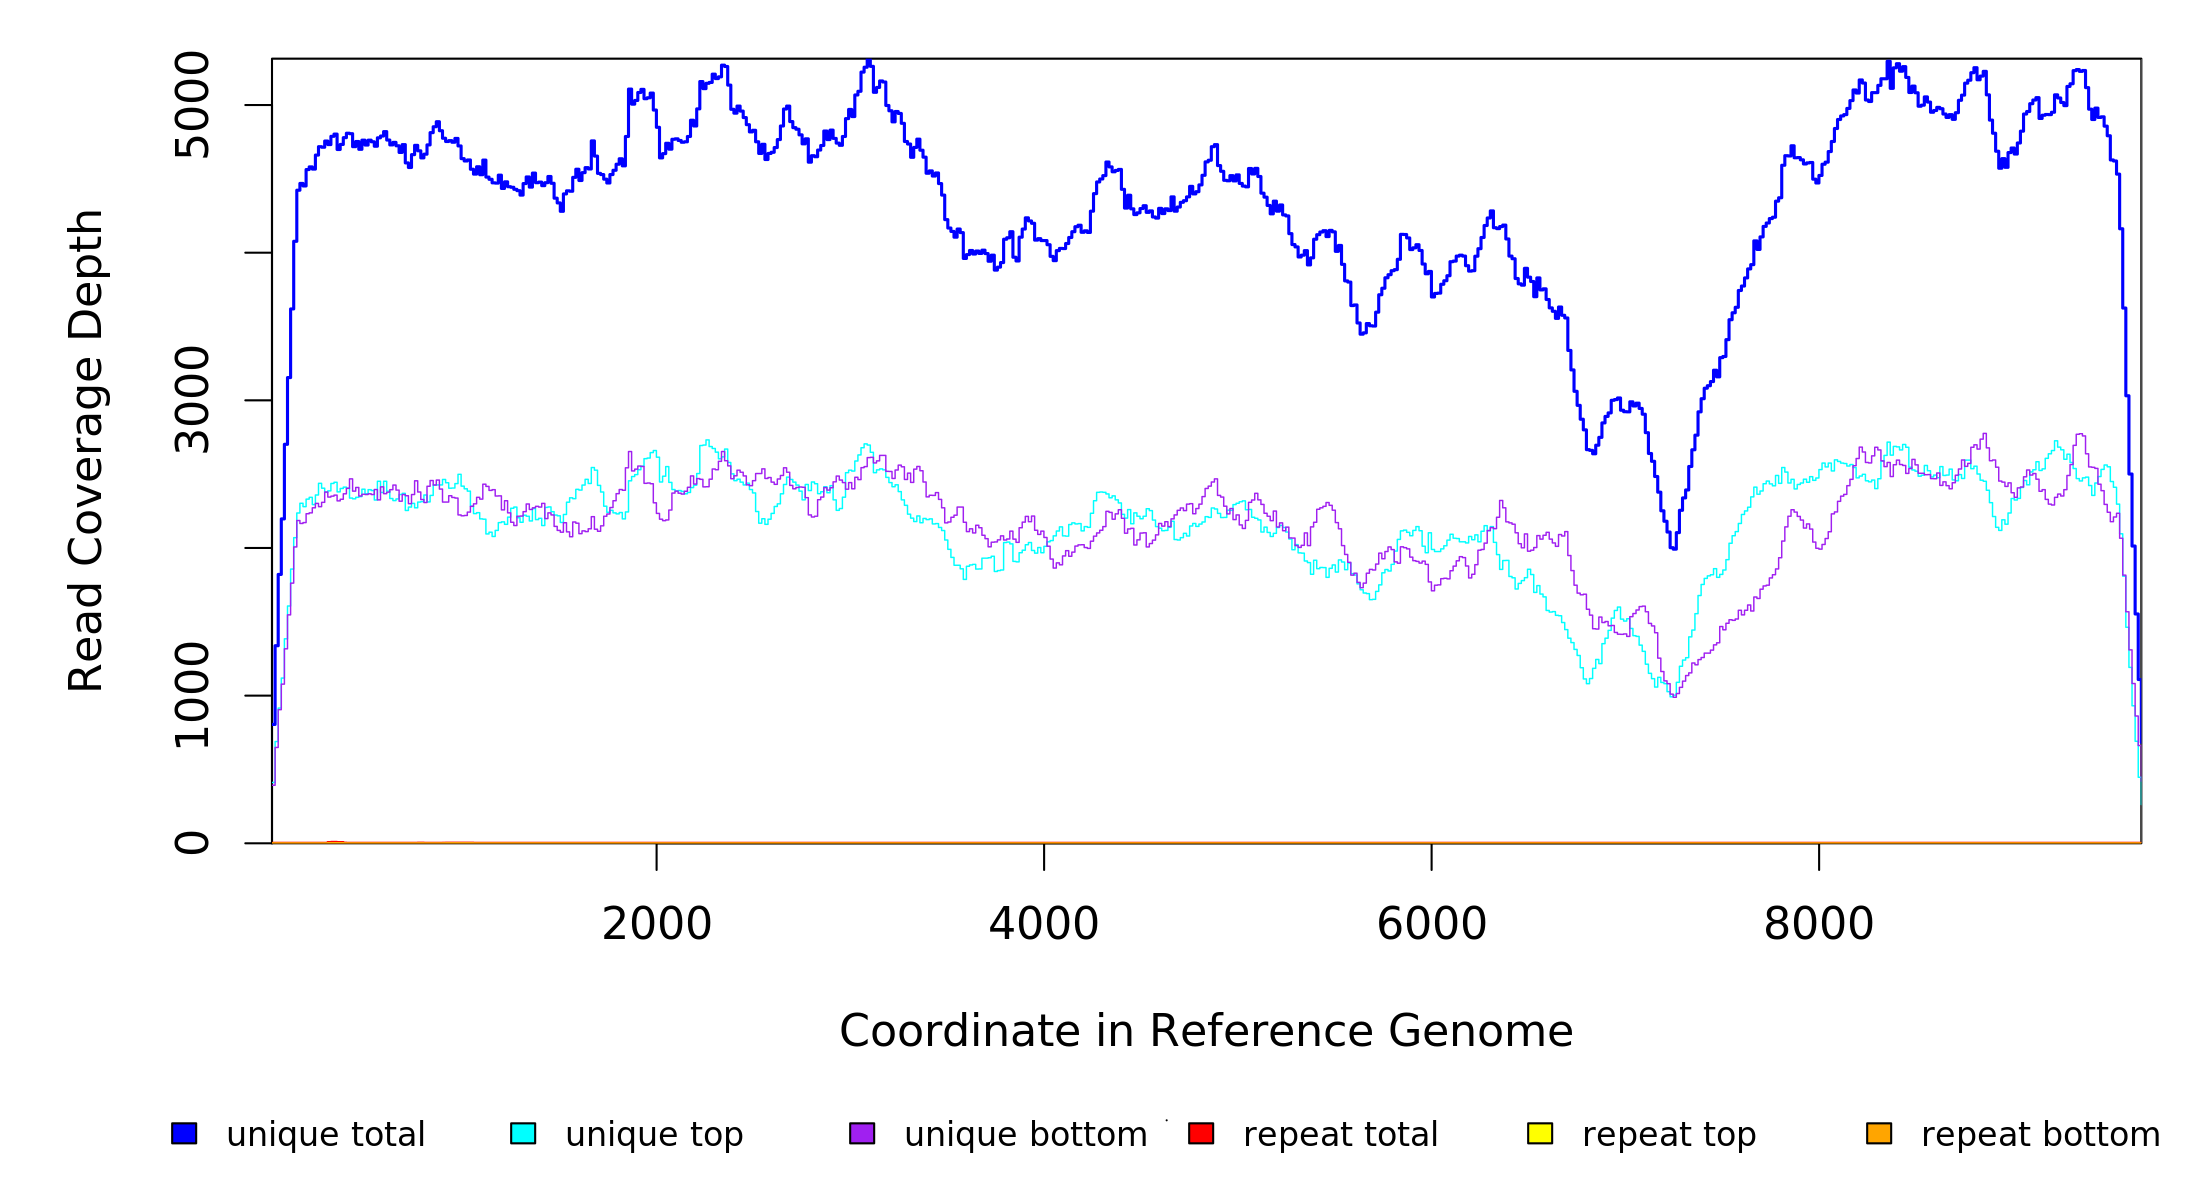 Read Coverage Depth
5000
3000
1000
0
2000 4000 6000 8000
Coordinate in Reference Genome
unique total unique top unique bottom repeat total repeat top repeat bottom